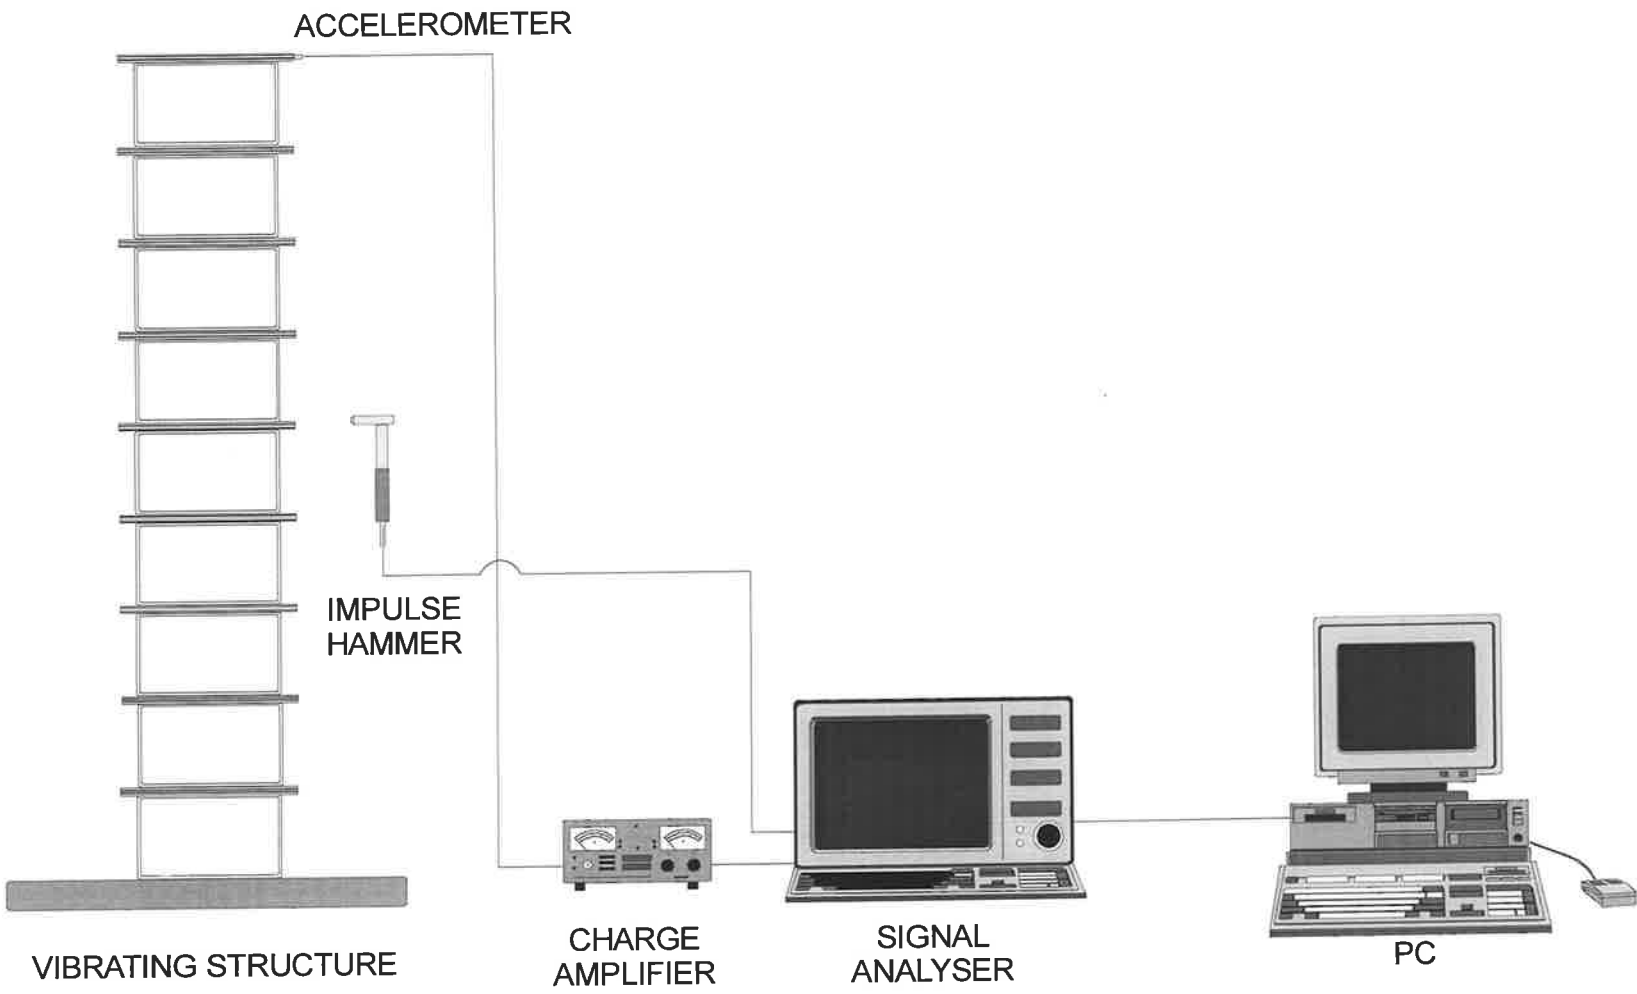 ACCELEROMETER
IMPULSE
HAMMER
VIBRATING STRUCTURE
CHARGE
AMPLIFIER
SIGNAL
ANALYSER
PC